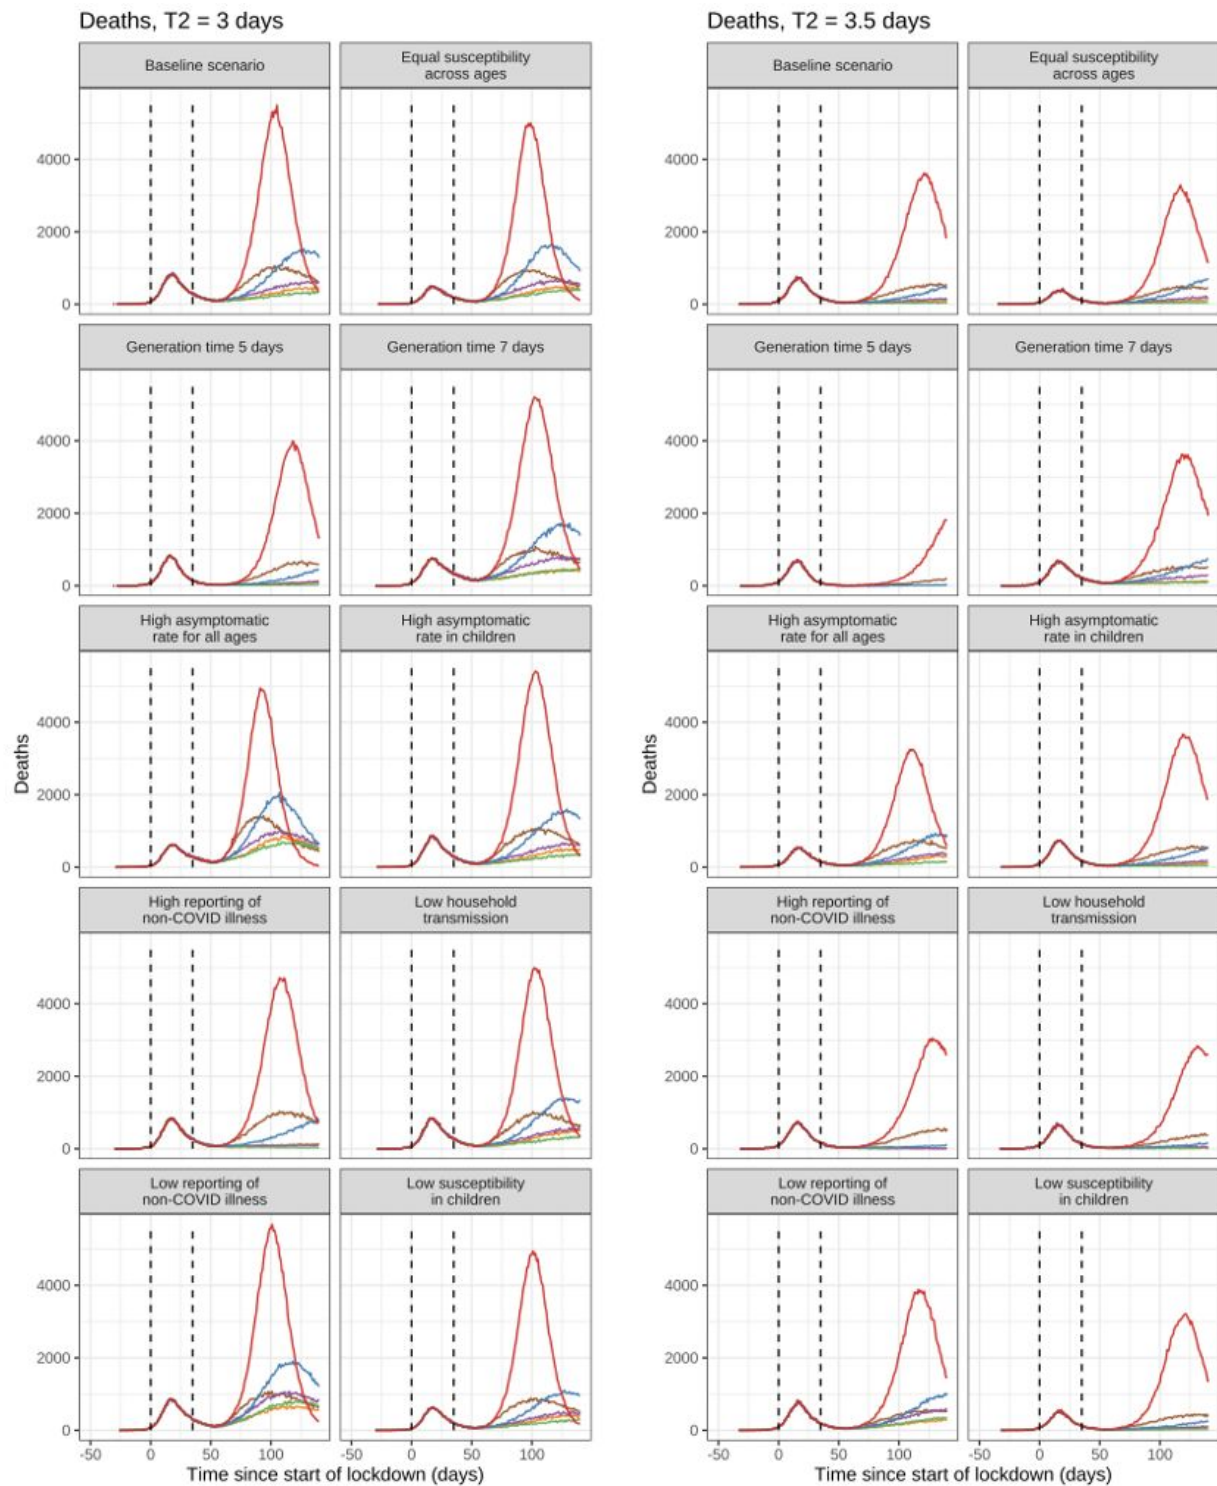 Deaths, T2 = 3 days
Baseline scenario
Equal susceptibility
across ages
4000
2000
0
Generation time 5 days
Generation time 7 days
4000
2000
0
High asymptomatic
rate for all ages
High asymptomatic
rate in children
4000
2000
0
Deaths
High reporting of
non-COVID illness
Low household
transmission
4000
2000
0
Low reporting of
non-COVID illness
Low susceptibility
in children
4000
2000
0
-50 0 50 100 -50 0 50 100
Time since start of lockdown (days)
Deaths, T2 = 3.5 days
Baseline scenario
Equal susceptibility
across ages
4000
2000
0
Generation time 5 days
Generation time 7 days
4000
2000
0
High asymptomatic
rate for all ages
High asymptomatic
rate in children
4000
2000
0
Deaths
High reporting of
non-COVID illness
Low household
transmission
4000
2000
0
Low reporting of
non-COVID illness
Low susceptibility
in children
4000
2000
0
-50 0 50 100 -50 0 50 100
Time since start of lockdown (days)